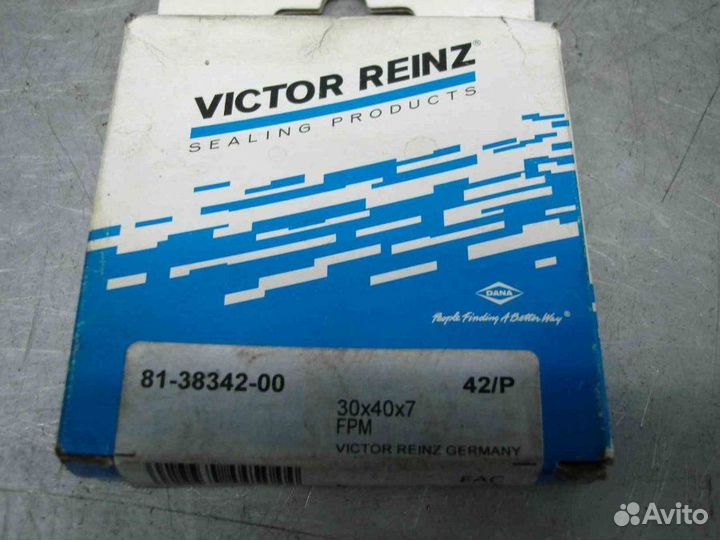 VICTOR REINZ®
SEALING PRODUCTS
DANA
People Finding A Better Way®
81-38342-00
42/P
30x40x7
FPM
VICTOR REINZ GERMANY
EAC
Avito